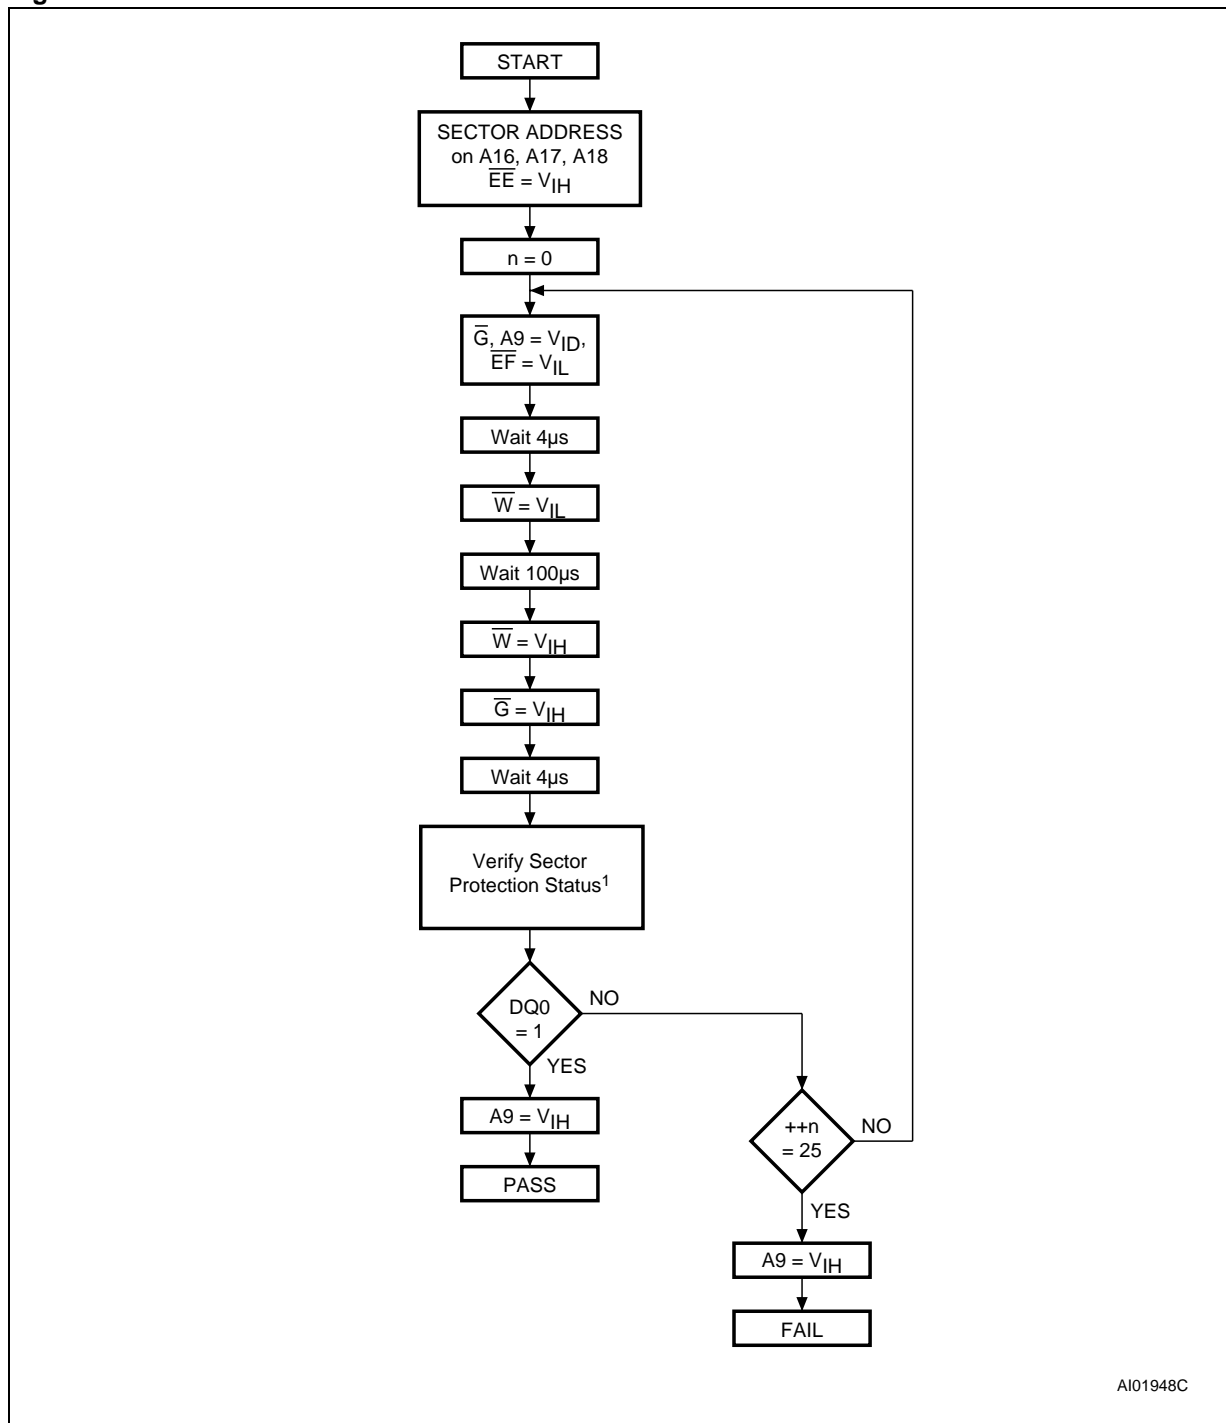 START
SECTOR ADDRESS
on A16, A17, A18
E̅E̅ = VIH
n = 0
G̅, A9 = VID,
E̅F̅ = VIL
Wait 4µs
W̅ = VIL
Wait 100µs
W̅ = VIH
G̅ = VIH
Wait 4µs
Verify Sector
Protection Status1
DQ0
= 1
NO
YES
A9 = VIH
PASS
++n
= 25
NO
YES
A9 = VIH
FAIL
AI01948C